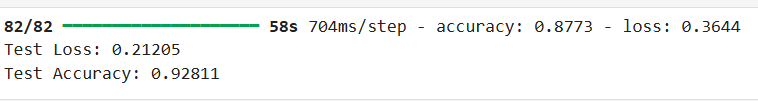 82/82 ━━━━━━━━━━━━━━━━━━━━ 58s 704ms/step - accuracy: 0.8773 - loss: 0.3644
Test Loss: 0.21205
Test Accuracy: 0.92811